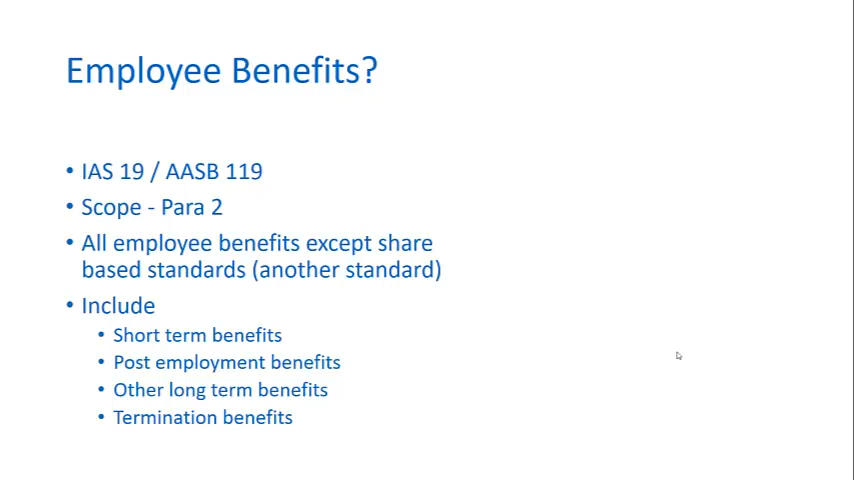 Employee Benefits?
• IAS 19 / AASB 119
• Scope - Para 2
• All employee benefits except share
based standards (another standard)
• Include
• Short term benefits
• Post employment benefits
• Other long term benefits
• Termination benefits